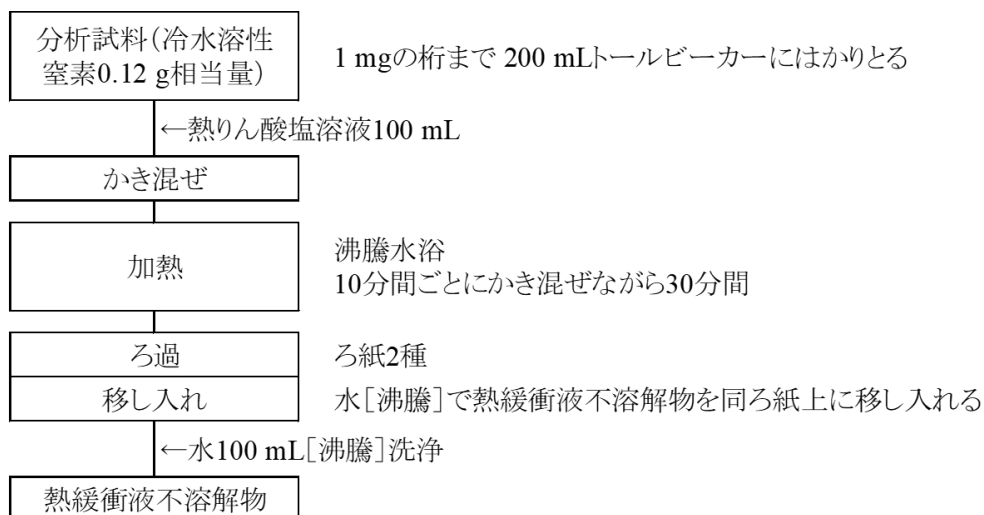 分析試料(冷水溶性
窒素0.12 g相当量)
1 mgの桁まで 200 mLトールビーカーにはかりとる
←熱りん酸塩溶液100 mL
かき混ぜ
加熱
沸騰水浴
10分間ごとにかき混ぜながら30分間
ろ過
ろ紙2種
移し入れ
水[沸騰]で熱緩衝液不溶解物を同ろ紙上に移し入れる
←水100 mL[沸騰]洗浄
熱緩衝液不溶解物